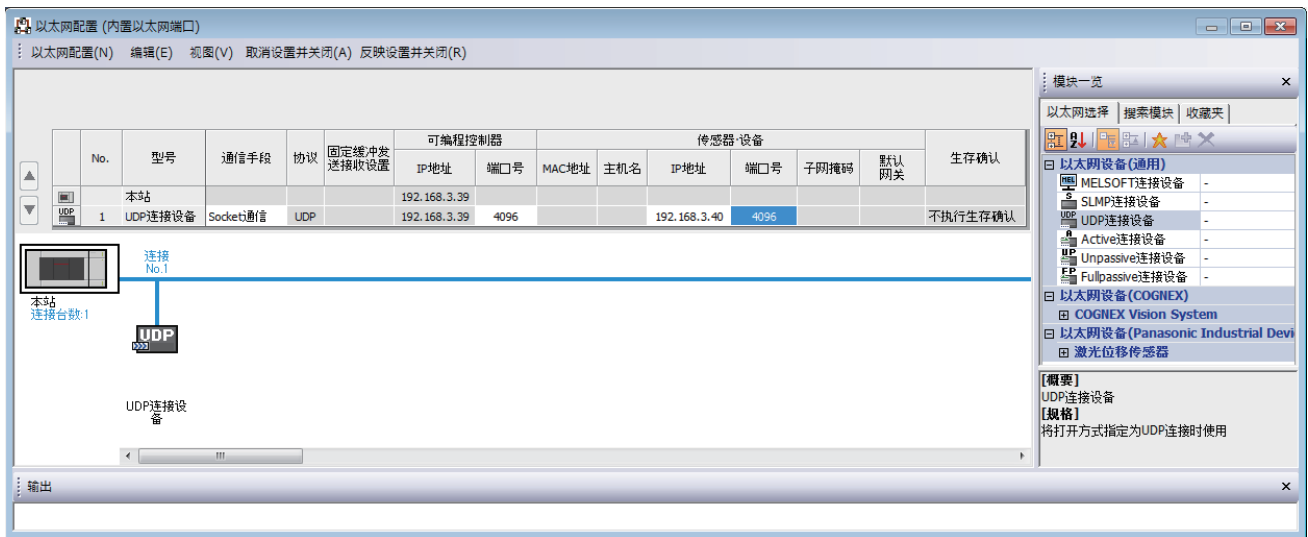 以太网配置 (内置以太网端口)
以太网配置(N) 编辑(E) 视图(V) 取消设置并关闭(A) 反映设置并关闭(R)
No. 型号 通信手段 协议 固定缓冲发送接收设置 可编程控制器 传感器·设备 生存确认
IP地址 端口号 MAC地址 主机名 IP地址 端口号 子网掩码 默认网关
本站 192.168.3.39
UDP 1 UDP连接设备 Socket通信 UDP 192.168.3.39 4096 192.168.3.40 4096 不执行生存确认
连接
No.1
本站
连接台数:1
UDP
UDP连接设
备
模块一览
以太网选择 搜索模块 收藏夹
以太网设备(通用)
MELSOFT连接设备 -
SLMP连接设备 -
UDP连接设备 -
Active连接设备 -
Unpassive连接设备 -
Fullpassive连接设备 -
以太网设备(COGNEX)
COGNEX Vision System
以太网设备(Panasonic Industrial Devi
激光位移传感器
[概要]
UDP连接设备
[规格]
将打开方式指定为UDP连接时使用
输出